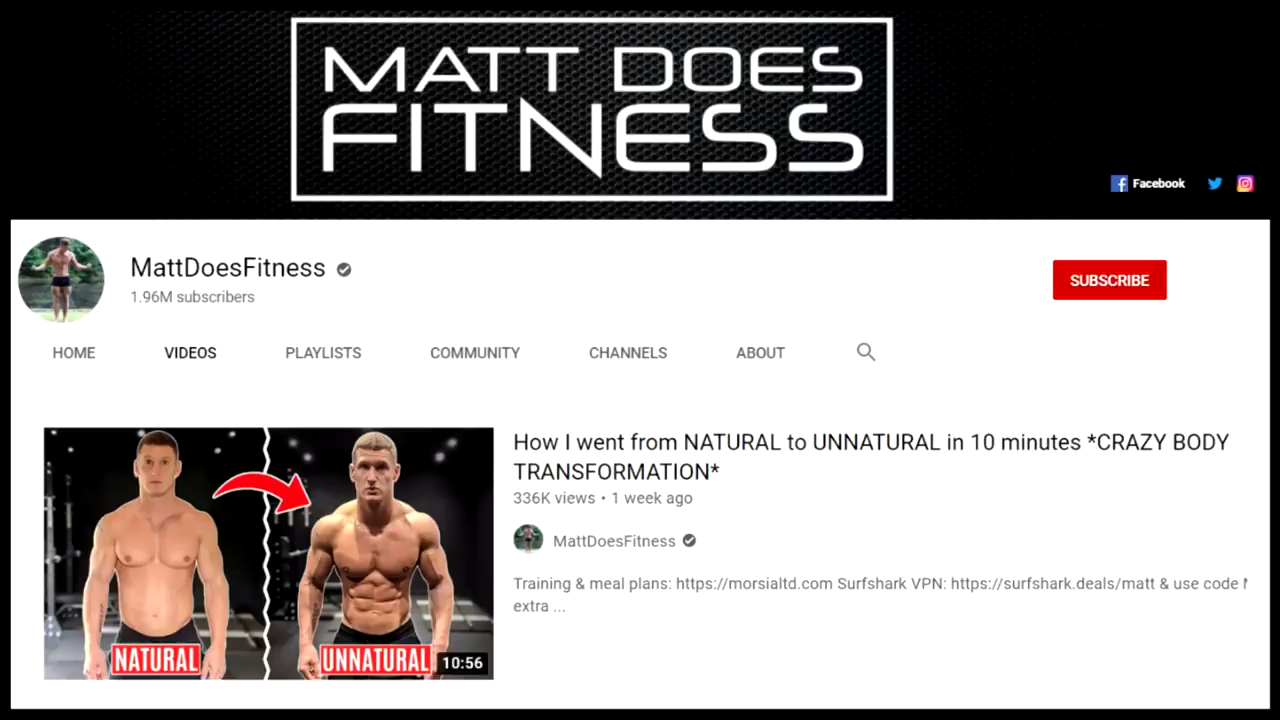 MATT DOES
FITNESS
Facebook
MattDoesFitness
1.96M subscribers
SUBSCRIBE
HOME VIDEOS PLAYLISTS COMMUNITY CHANNELS ABOUT
How I went from NATURAL to UNNATURAL in 10 minutes *CRAZY BODY
TRANSFORMATION*
336K views • 1 week ago
MattDoesFitness
Training & meal plans: https://morsialtd.com Surfshark VPN: https://surfshark.deals/matt & use code
extra ...
NATURAL
UNNATURAL
10:56